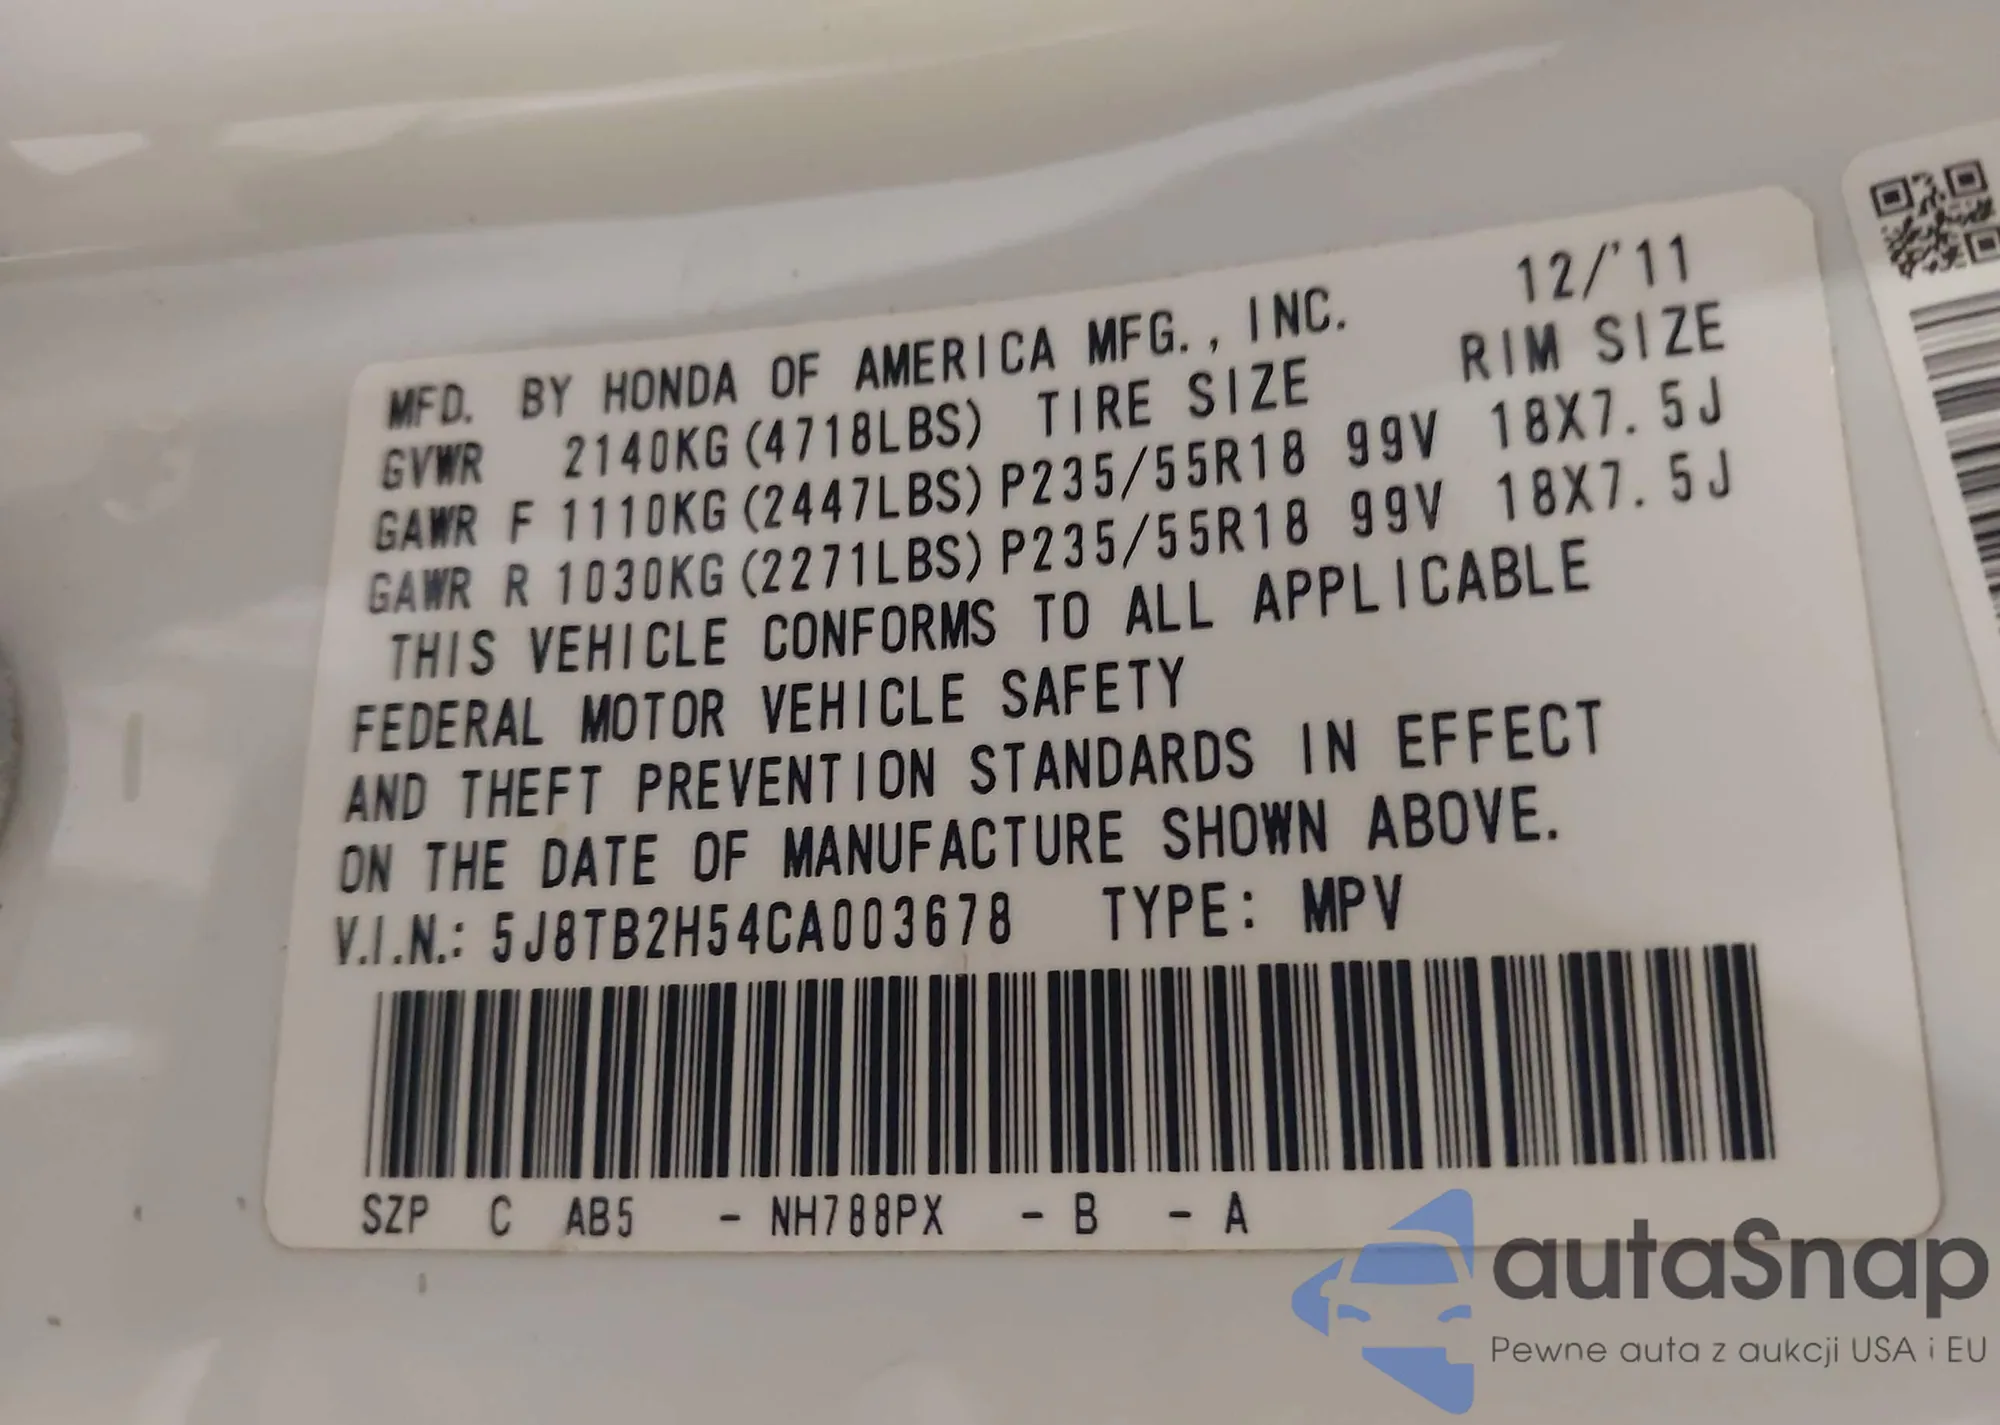 12/'11
MFD. BY HONDA OF AMERICA MFG., INC.
GVWR 2140KG(4718LBS) TIRE SIZE RIM SIZE
GAWR F 1110KG(2447LBS) P235/55R18 99V 18X7.5J
GAWR R 1030KG(2271LBS) P235/55R18 99V 18X7.5J
THIS VEHICLE CONFORMS TO ALL APPLICABLE
FEDERAL MOTOR VEHICLE SAFETY
AND THEFT PREVENTION STANDARDS IN EFFECT
ON THE DATE OF MANUFACTURE SHOWN ABOVE.
V.I.N.: 5J8TB2H54CA003678 TYPE: MPV
SZP C AB5 - NH788PX - B - A
autaSnap
Pewne auta z aukcji USA i EU